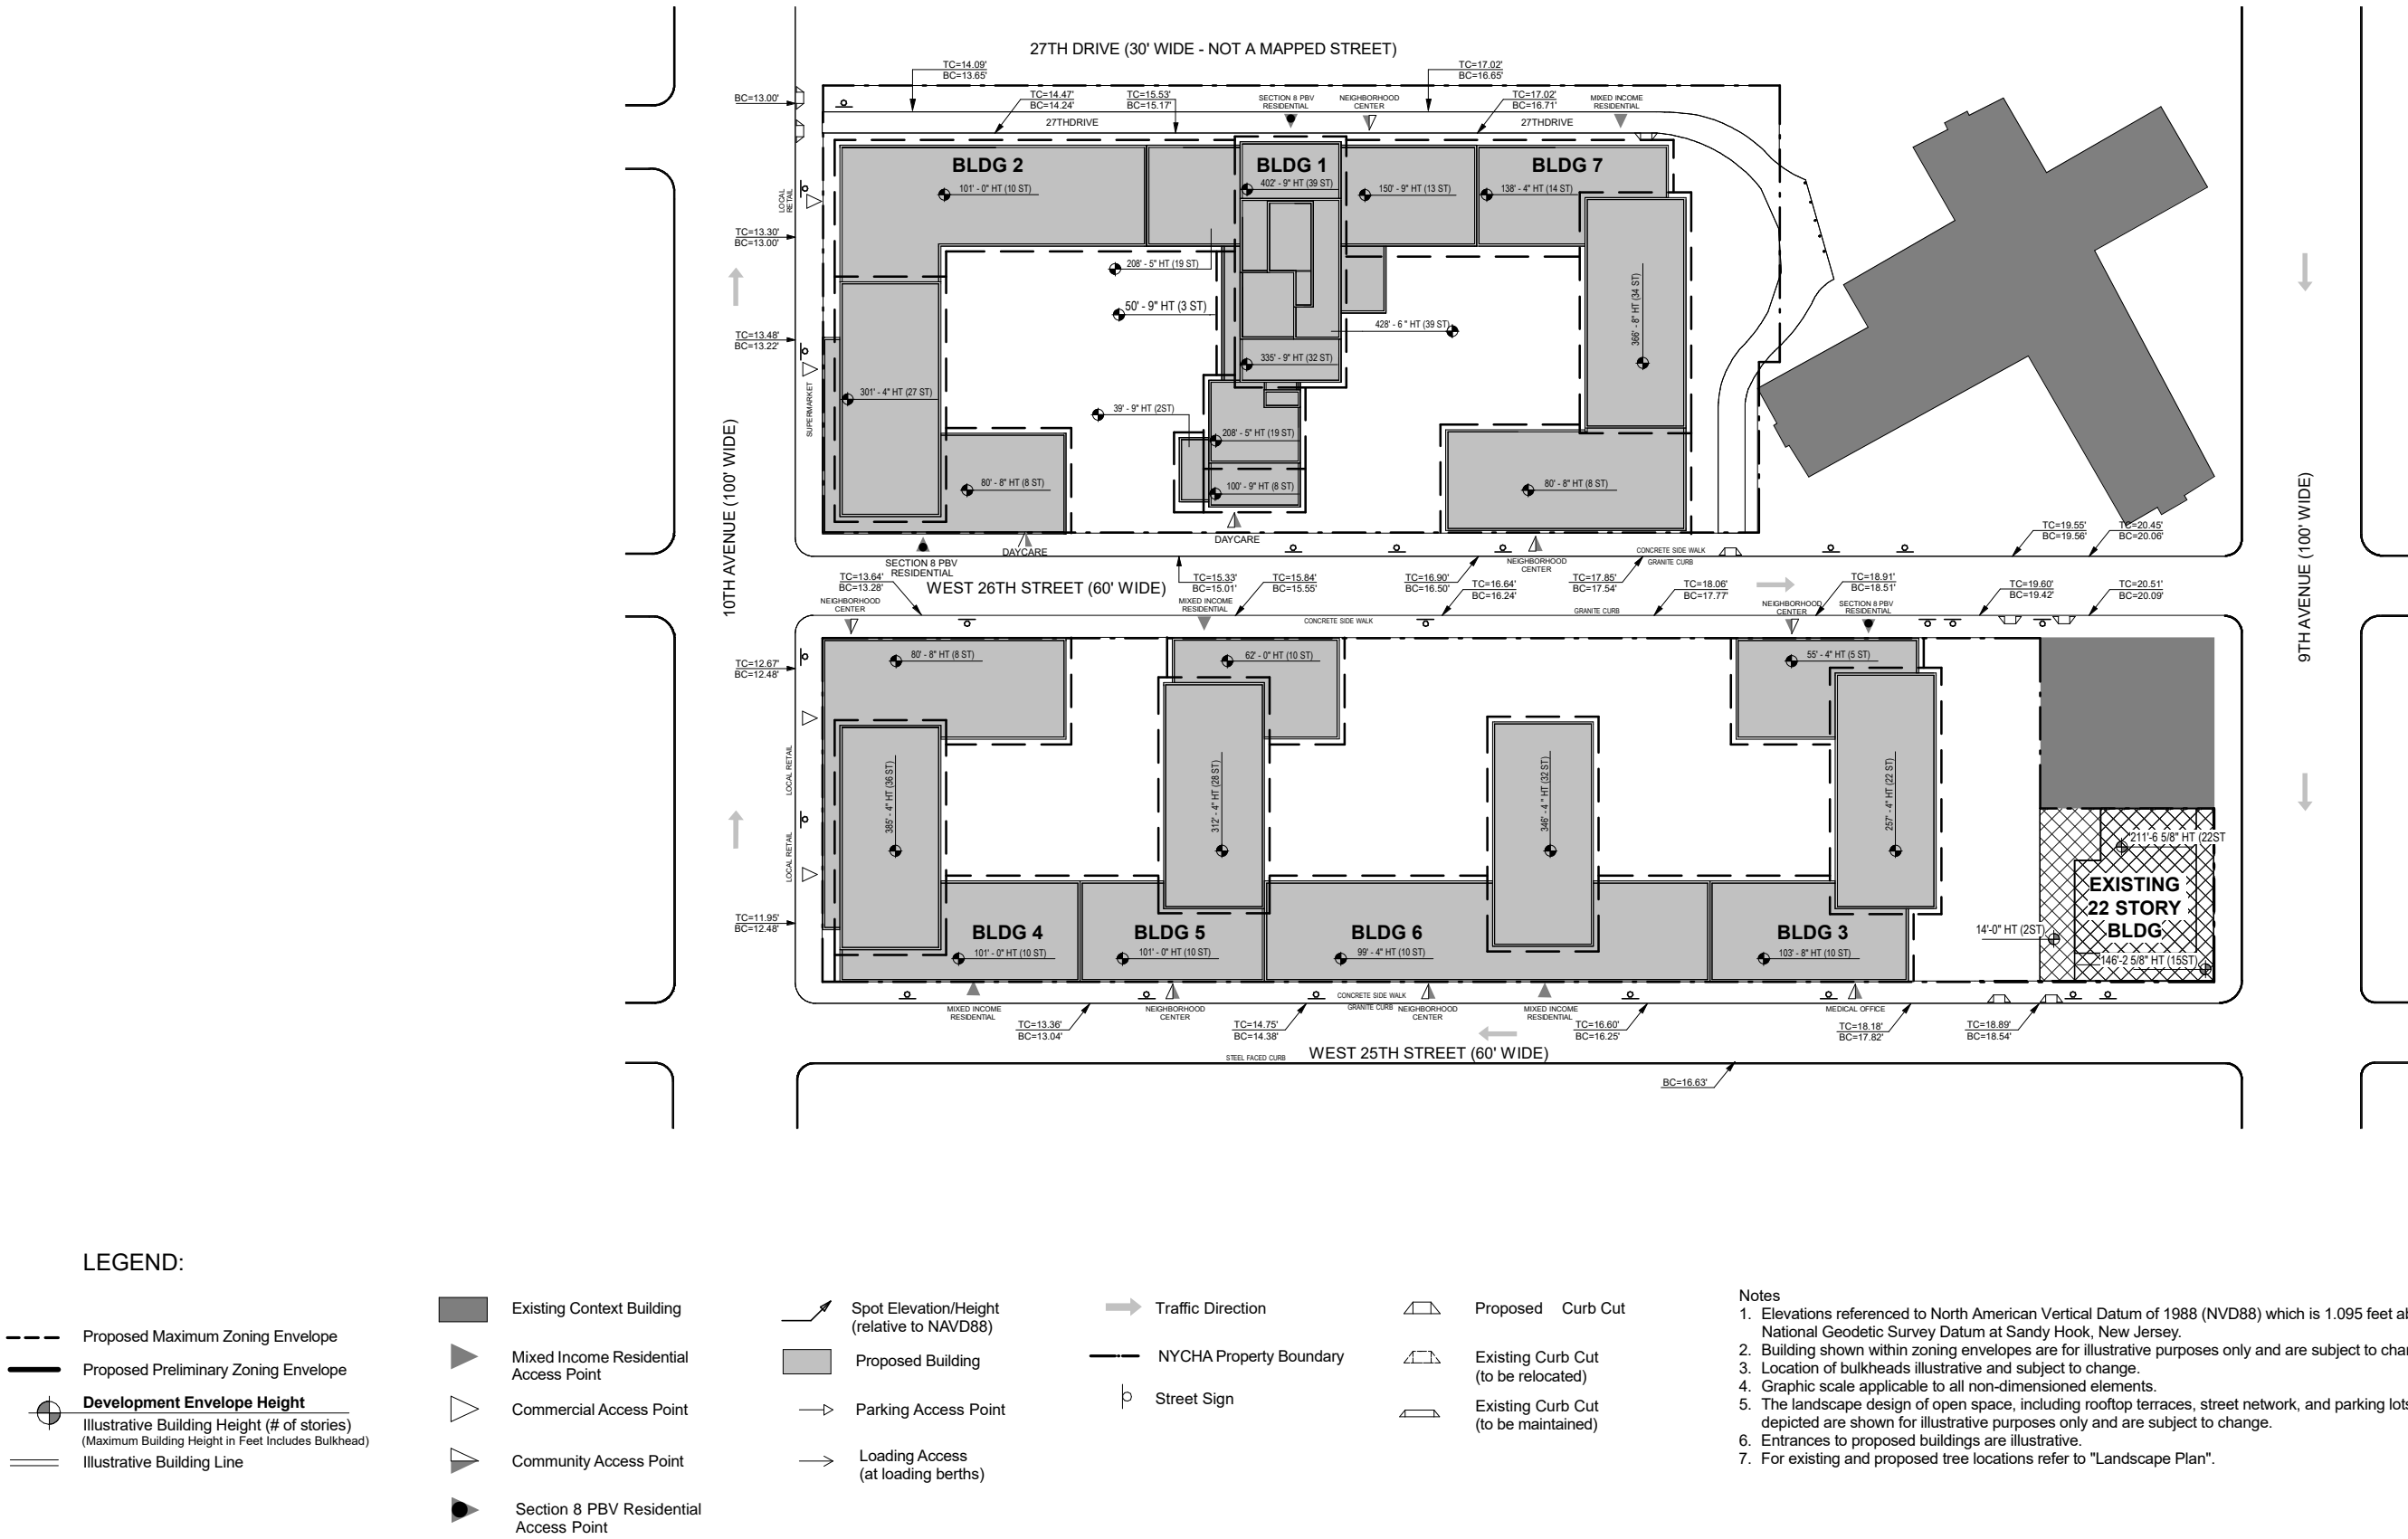 27TH DRIVE (30' WIDE - NOT A MAPPED STREET)
TC=14.09'
BC=13.65'
TC=17.02'
BC=16.65'
BC=13.00'
TC=14.47'
BC=14.24'
TC=15.53'
BC=15.17'
SECTION 8 PBV
RESIDENTIAL
NEIGHBORHOOD
CENTER
TC=17.02'
BC=16.71'
MIXED INCOME
RESIDENTIAL
27THDRIVE
27THDRIVE
BLDG 2
BLDG 1
BLDG 7
101' - 0" HT (10 ST)
402' - 9" HT (39 ST)
150' - 9" HT (13 ST)
138' - 4" HT (14 ST)
LOCAL
RETAIL
TC=13.30'
BC=13.00'
208' - 5" HT (19 ST)
50' - 9" HT (3 ST)
428' - 6 " HT (39 ST)
366' - 8" HT (34 ST)
TC=13.48'
BC=13.22'
335' - 9" HT (32 ST)
SUPERMARKET
301' - 4" HT (27 ST)
39' - 9" HT (2ST)
208' - 5" HT (19 ST)
80' - 8" HT (8 ST)
100' - 9" HT (8 ST)
80' - 8" HT (8 ST)
10TH AVENUE (100' WIDE)
9TH AVENUE (100' WIDE)
TC=19.55'
BC=19.56'
TC=20.45'
BC=20.06'
DAYCARE
DAYCARE
SECTION 8 PBV
RESIDENTIAL
NEIGHBORHOOD
CENTER
CONCRETE SIDE WALK
GRANITE CURB
WEST 26TH STREET (60' WIDE)
TC=13.64'
BC=13.28'
TC=15.33'
BC=15.01'
TC=15.84'
BC=15.55'
TC=16.90'
BC=16.50'
TC=16.64'
BC=16.24'
TC=17.85'
BC=17.54'
TC=18.06'
BC=17.77'
TC=18.91'
BC=18.51'
TC=19.60'
BC=19.42'
TC=20.51'
BC=20.09'
NEIGHBORHOOD
CENTER
MIXED INCOME
RESIDENTIAL
GRANITE CURB
CONCRETE SIDE WALK
NEIGHBORHOOD
CENTER
SECTION 8 PBV
RESIDENTIAL
80' - 8" HT (8 ST)
62' - 0" HT (10 ST)
55' - 4" HT (5 ST)
TC=12.67'
BC=12.48'
LOCAL RETAIL
385' - 4" HT (36 ST)
312' - 4" HT (28 ST)
346' - 4 " HT (32 ST)
257' - 4" HT (22 ST)
LOCAL RETAIL
211'-6 5/8" HT (22ST
EXISTING
22 STORY
BLDG
14'-0" HT (2ST)
146'-2 5/8" HT (15ST)
TC=11.95'
BC=12.48'
BLDG 4
BLDG 5
BLDG 6
BLDG 3
101' - 0" HT (10 ST)
101' - 0" HT (10 ST)
99' - 4" HT (10 ST)
103' - 8" HT (10 ST)
CONCRETE SIDE WALK
GRANITE CURB
MIXED INCOME
RESIDENTIAL
NEIGHBORHOOD
CENTER
NEIGHBORHOOD
CENTER
MIXED INCOME
RESIDENTIAL
MEDICAL OFFICE
TC=13.36'
BC=13.04'
TC=14.75'
BC=14.38'
TC=16.60'
BC=16.25'
TC=18.18'
BC=17.82'
TC=18.89'
BC=18.54'
STEEL FACED CURB
WEST 25TH STREET (60' WIDE)
BC=16.63'
LEGEND:
Proposed Maximum Zoning Envelope
Proposed Preliminary Zoning Envelope
Development Envelope Height
Illustrative Building Height (# of stories)
(Maximum Building Height in Feet Includes Bulkhead)
Illustrative Building Line
Existing Context Building
Mixed Income Residential
Access Point
Commercial Access Point
Community Access Point
Section 8 PBV Residential
Access Point
Spot Elevation/Height
(relative to NAVD88)
Proposed Building
Parking Access Point
Loading Access
(at loading berths)
Traffic Direction
NYCHA Property Boundary
Street Sign
Proposed Curb Cut
Existing Curb Cut
(to be relocated)
Existing Curb Cut
(to be maintained)
Notes
1. Elevations referenced to North American Vertical Datum of 1988 (NVD88) which is 1.095 feet
National Geodetic Survey Datum at Sandy Hook, New Jersey.
2. Building shown within zoning envelopes are for illustrative purposes only and are subject to
3. Location of bulkheads illustrative and subject to change.
4. Graphic scale applicable to all non-dimensioned elements.
5. The landscape design of open space, including rooftop terraces, street network, and parking lots
depicted are shown for illustrative purposes only and are subject to change.
6. Entrances to proposed buildings are illustrative.
7. For existing and proposed tree locations refer to "Landscape Plan".